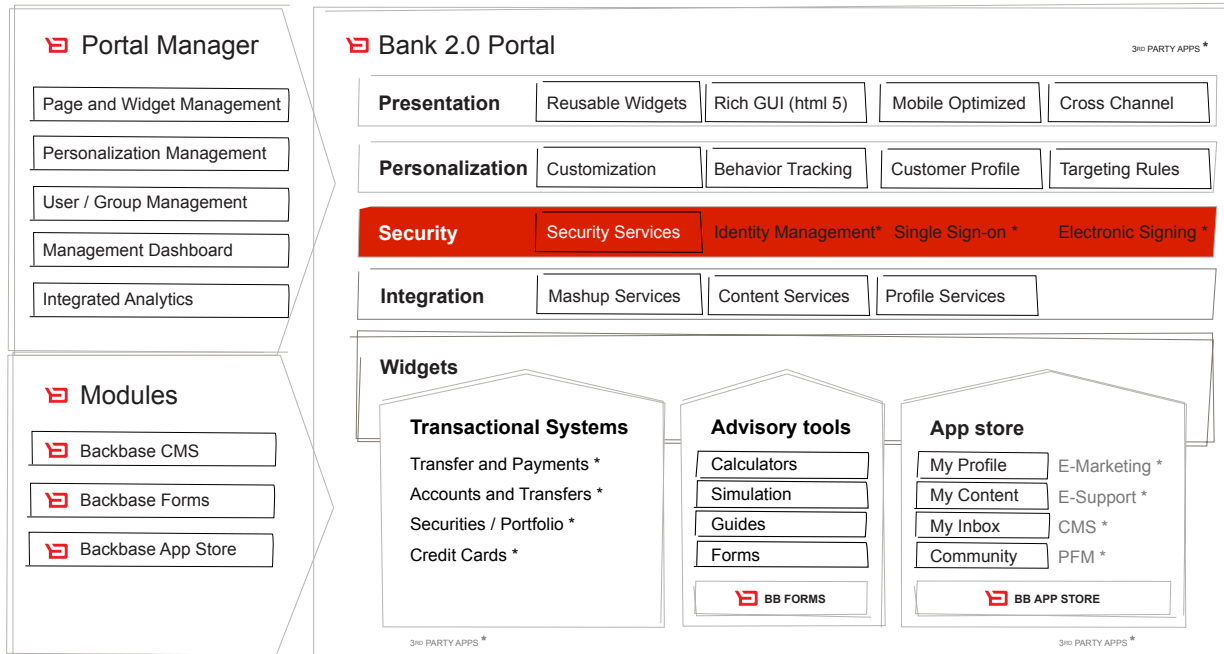 Portal Manager
Page and Widget Management
Personalization Management
User / Group Management
Management Dashboard
Integrated Analytics
Modules
Backbase CMS
Backbase Forms
Backbase App Store
Bank 2.0 Portal
3RD PARTY APPS *
Presentation
Reusable Widgets
Rich GUI (html 5)
Mobile Optimized
Cross Channel
Personalization
Customization
Behavior Tracking
Customer Profile
Targeting Rules
Security
Security Services
Identity Management*
Single Sign-on *
Electronic Signing *
Integration
Mashup Services
Content Services
Profile Services
Widgets
Transactional Systems
Transfer and Payments *
Accounts and Transfers *
Securities / Portfolio *
Credit Cards *
3RD PARTY APPS *
Advisory tools
Calculators
Simulation
Guides
Forms
BB FORMS
App store
My Profile
E-Marketing *
My Content
E-Support *
My Inbox
CMS *
Community
PFM *
BB APP STORE
3RD PARTY APPS *